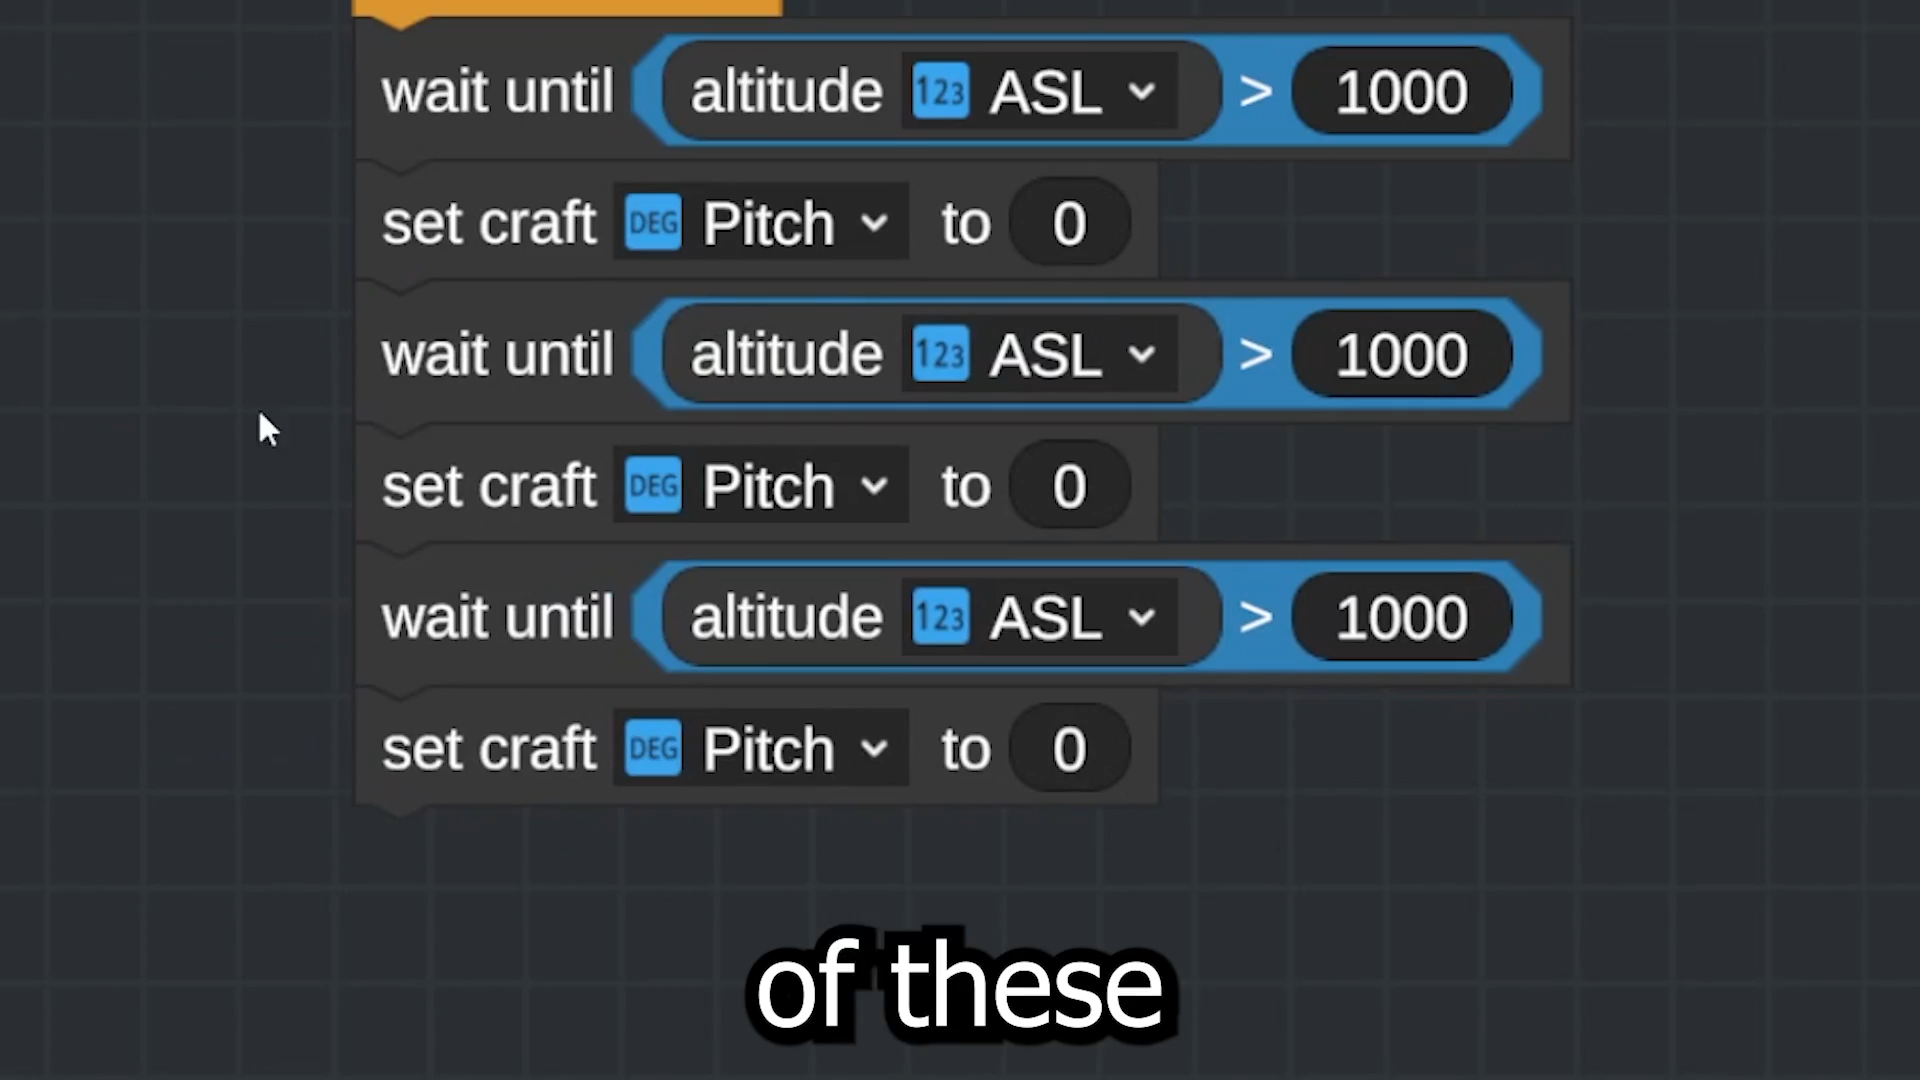 wait until altitude 123 ASL > 1000
set craft DEG Pitch to 0
wait until altitude 123 ASL > 1000
set craft DEG Pitch to 0
wait until altitude 123 ASL > 1000
set craft DEG Pitch to 0
of these